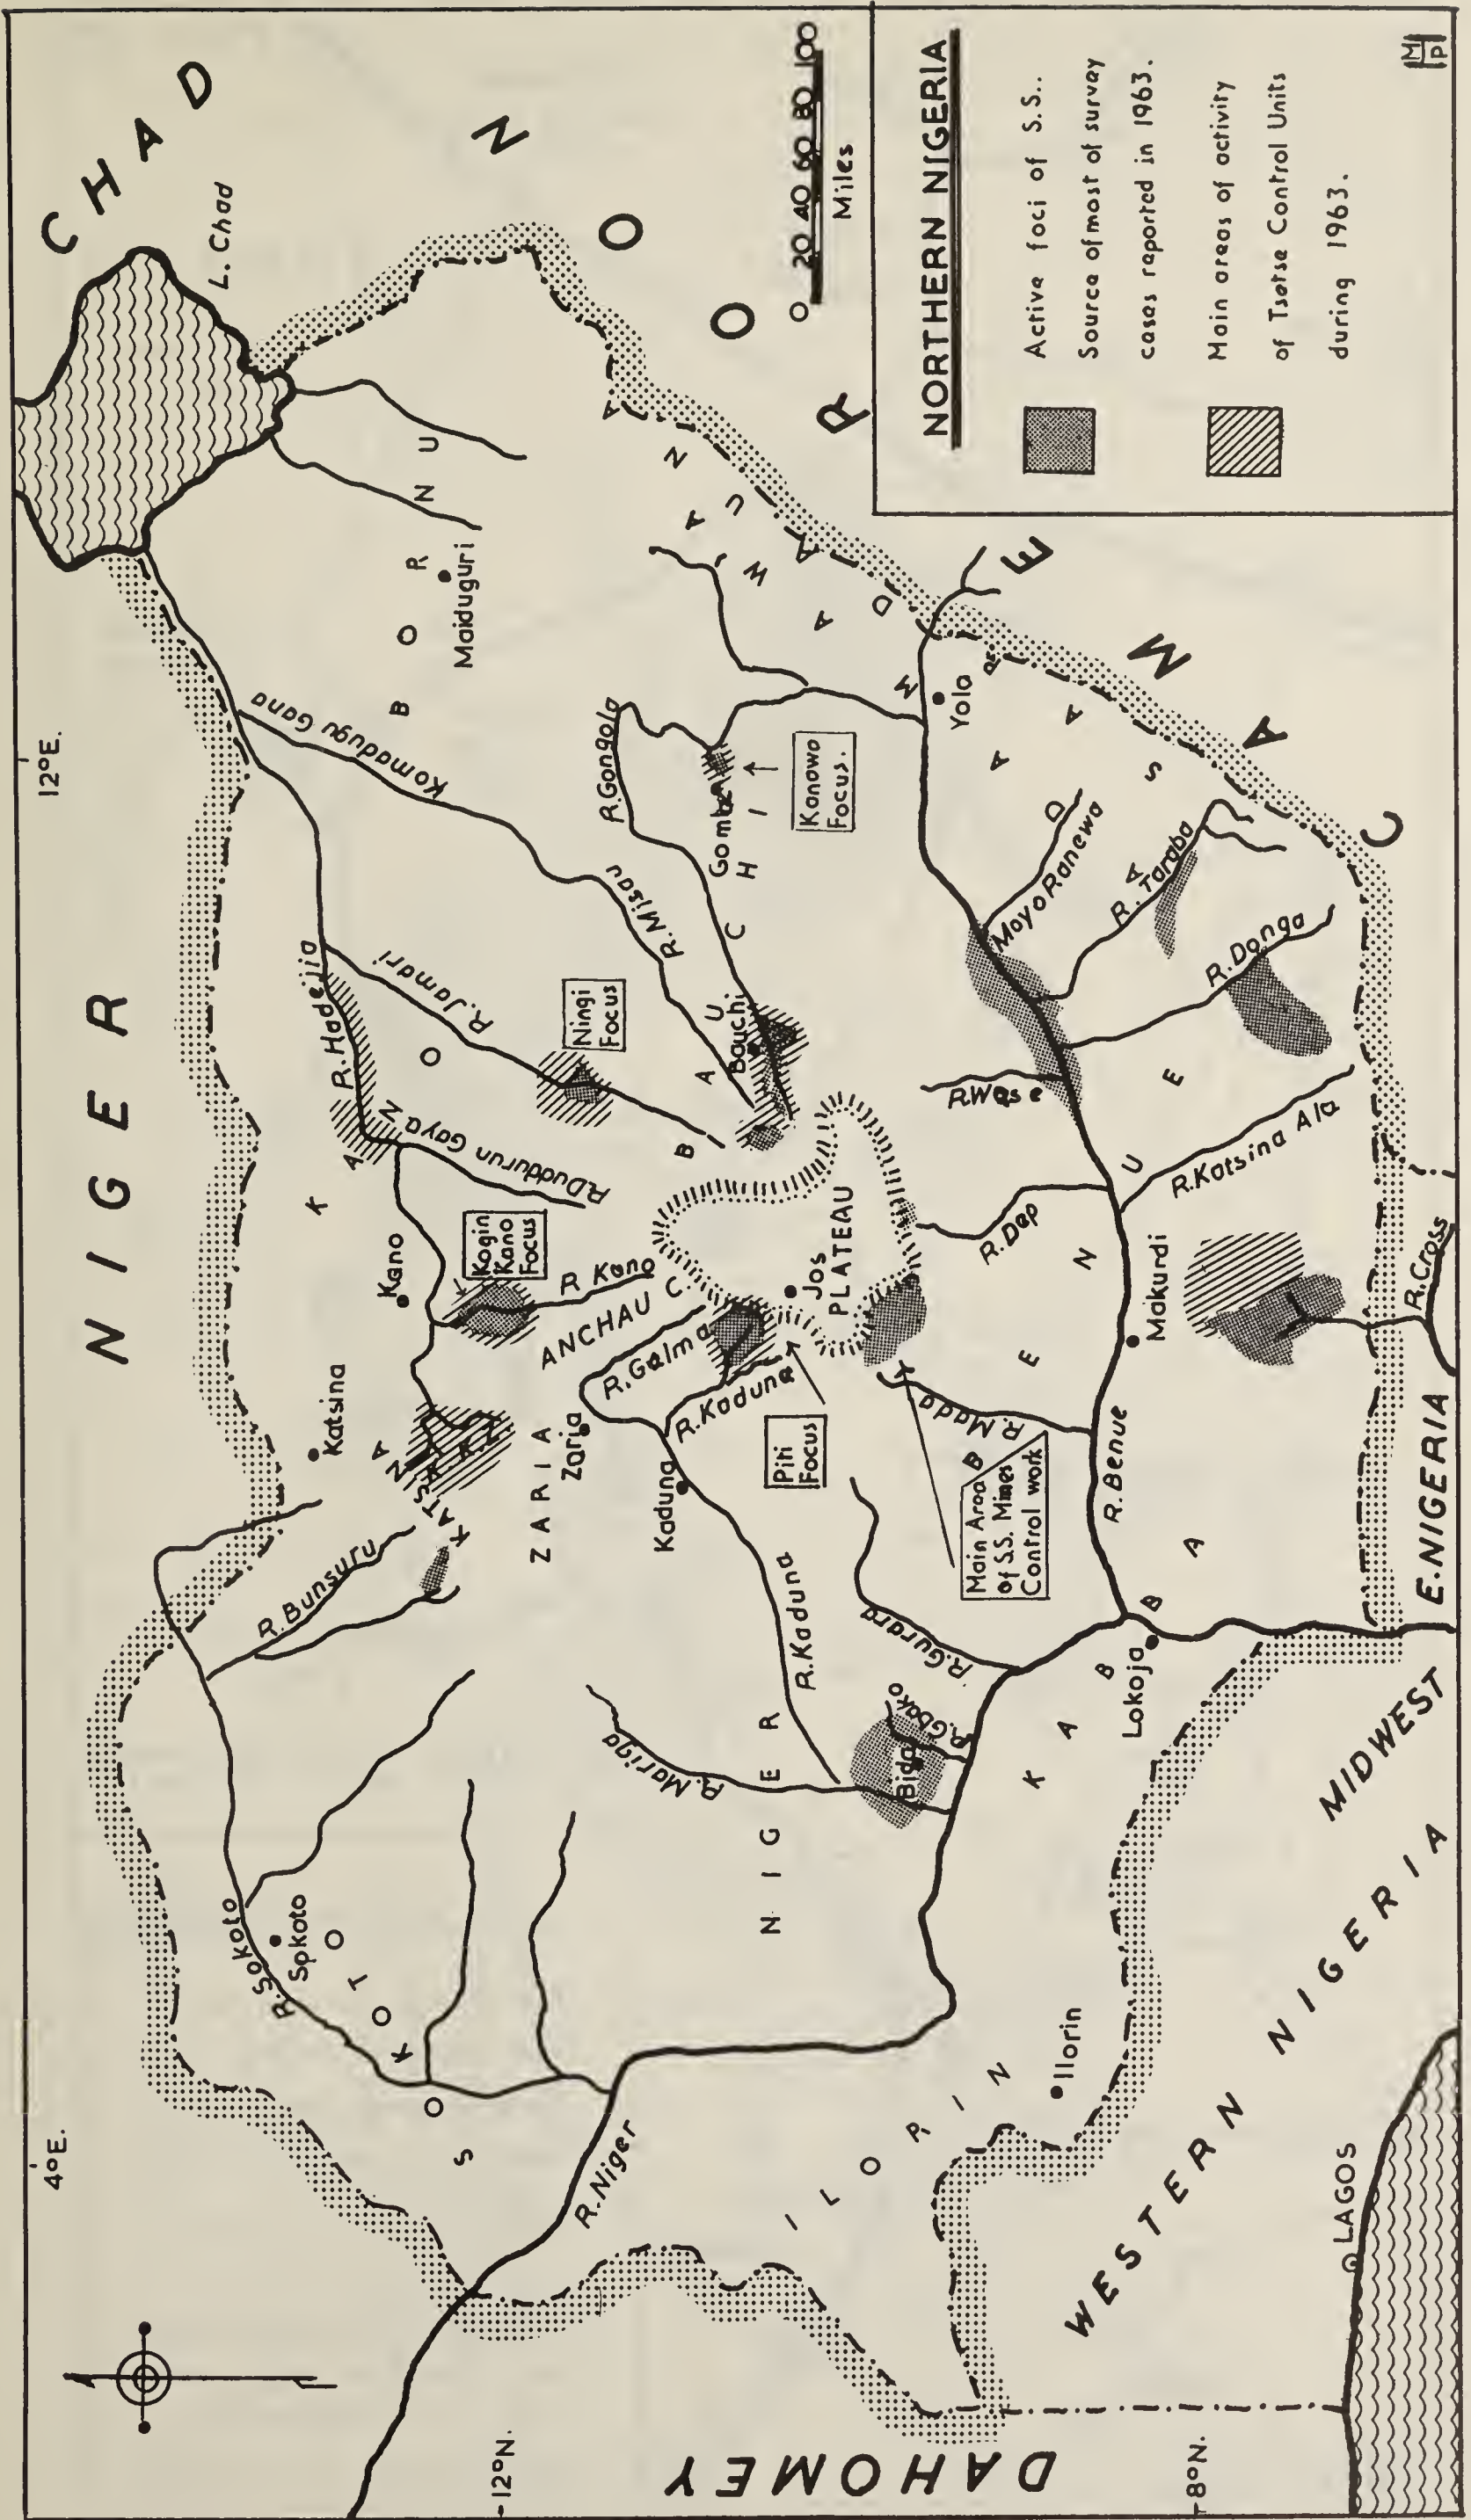 NORTHERN NIGERIA
Active foci of S.S..
Source of most of survey
cases reported in 1963.
Main areas of activity
of Tsetse Control Units
during 1963.
M
P
0 20 40 60 80 100
Miles
4°E.
12°E.
12°N.
8°N.
NIGER
CHAD
L. Chad
CAMEROON
DAHOMEY
WESTERN NIGERIA
MIDWEST
E. NIGERIA
LAGOS
SOKOTO
R. Sokoto
Sokoto
R. Bunsuru
KATSINA
Katsina
KANO
Kano
R. Hadejia
R. Jamari
R. Duddurun Gaya
Komadugu Gana
BORNU
Maiduguri
Kogin
Kano
Focus
R Kano
ANCHAU
ZARIA
Zaria
R. Galma
R. Kaduna
Kaduna
R. Kaduna
Piti
Focus
Ningi
Focus
BAUCHI
Bauchi
R. Misau
R. Gongola
Gombe
Kanawo
Focus.
Jos
PLATEAU
SARDAUNA
ADAMAWA
Yola
R. Niger
NIGER
R. Mariga
Bida
R. Gbako
R. Gurara
Main Area
of S.S. Mines
Control work
R. Mada
R. Dep
R. Wase
Mayo Ranewa
R. Taraba
R. Donga
R. Katsina Ala
BENUE
R. Benue
Makurdi
R. Cross
KABBA
Lokoja
ILORIN
Ilorin